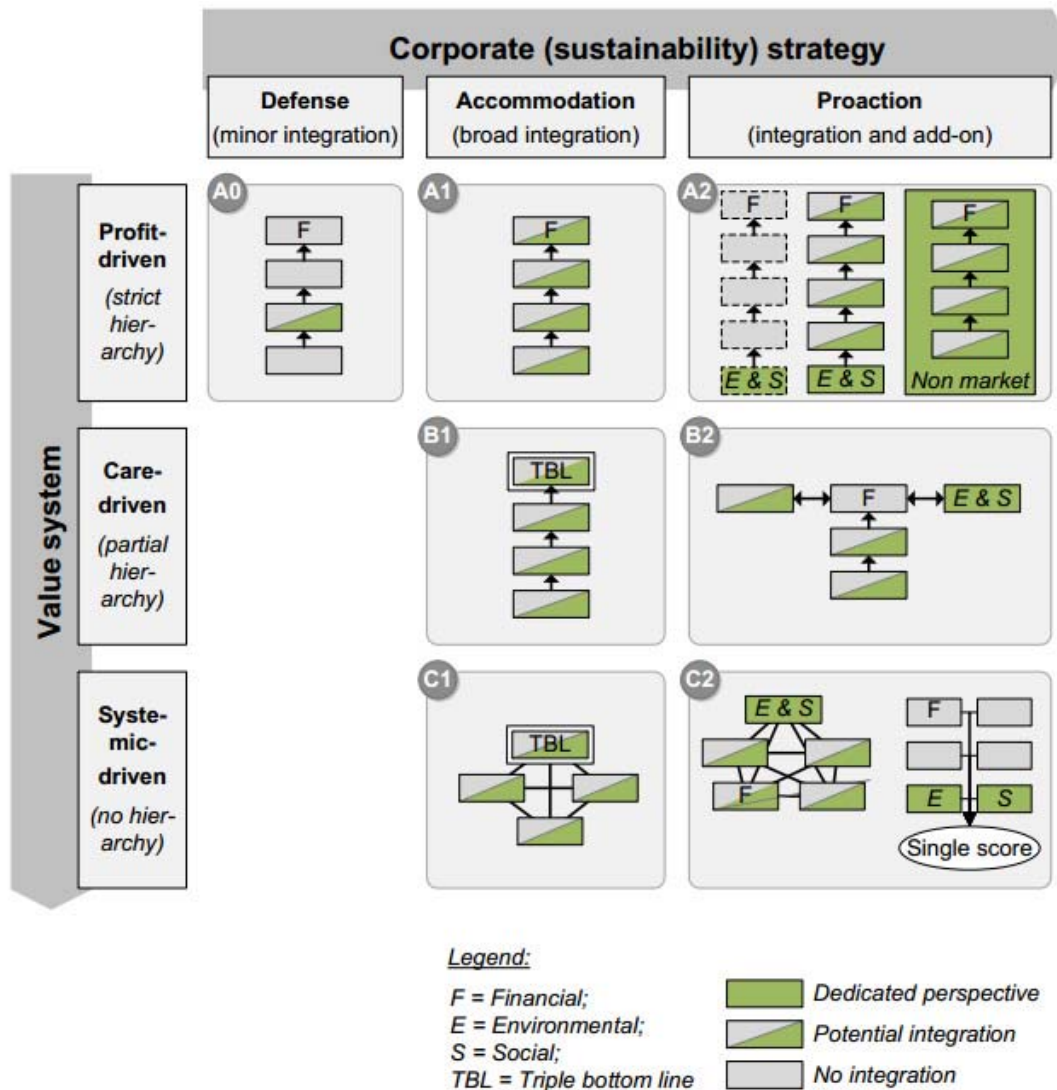 Corporate (sustainability) strategy
Defense
(minor integration)
Accommodation
(broad integration)
Proaction
(integration and add-on)
Value system
Profit-
driven
(strict
hier-
archy)
A0
F
A1
F
A2
F
F
F
E & S
E & S
Non market
Care-
driven
(partial
hier-
archy)
B1
TBL
B2
F
E & S
Syste-
mic-
driven
(no hier-
archy)
C1
TBL
C2
E & S
F
F
E
S
Single score
Legend:
F = Financial;
E = Environmental;
S = Social;
TBL = Triple bottom line
Dedicated perspective
Potential integration
No integration